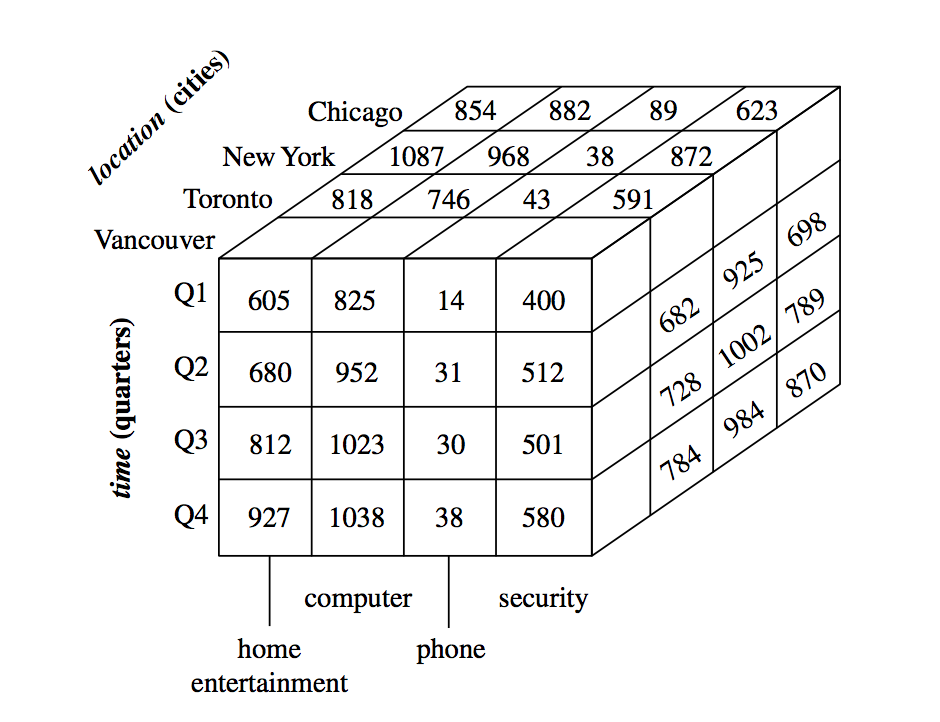 location (cities)
Chicago 854 882 89 623
New York 1087 968 38 872
Toronto 818 746 43 591
Vancouver
time (quarters)
Q1 605 825 14 400
Q2 680 952 31 512
Q3 812 1023 30 501
Q4 927 1038 38 580
682 925 698
728 1002 789
784 984 870
computer security
home phone
entertainment